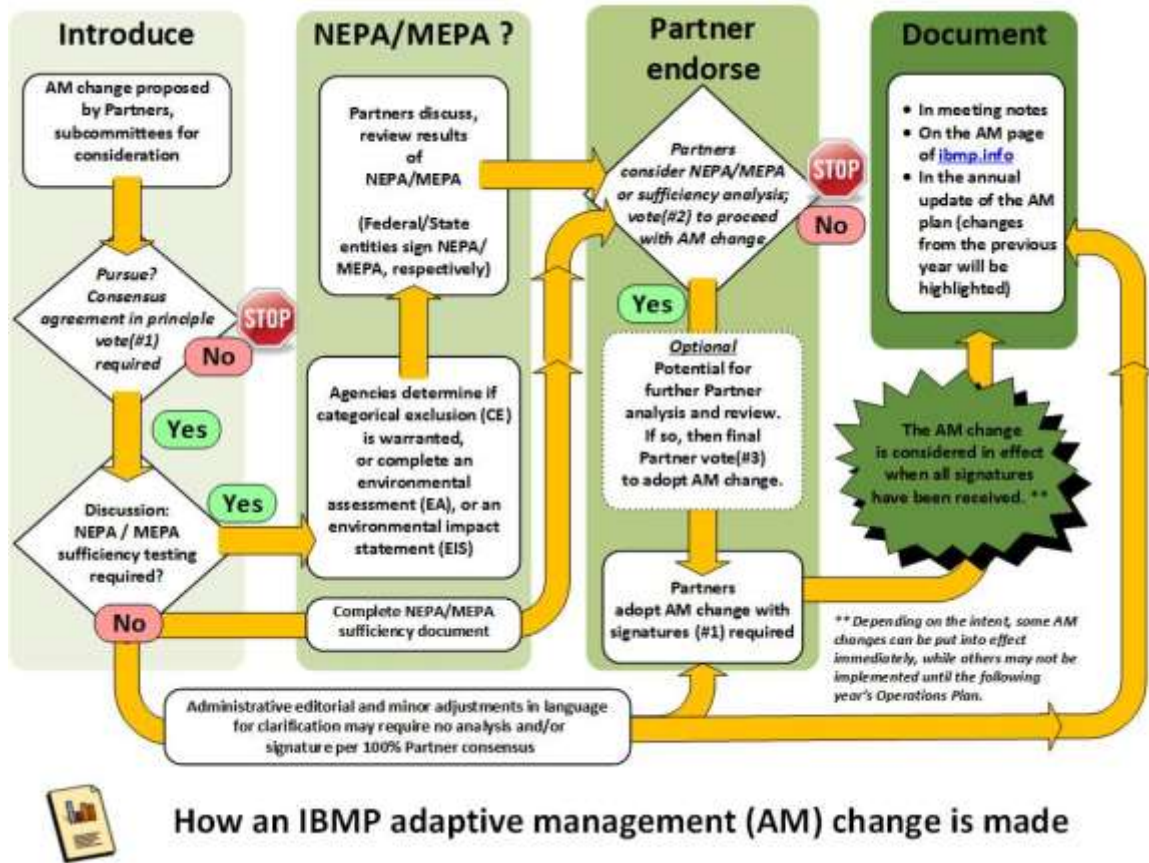 Introduce
AM change proposed
by Partners,
subcommittees for
consideration
Pursue?
Consensus
agreement in principle
vote(#1)
required
STOP
No
Yes
Discussion:
NEPA / MEPA
sufficiency testing
required?
Yes
No
NEPA/MEPA ?
Partners discuss,
review results
of
NEPA/MEPA
(Federal/State
entities sign NEPA/
MEPA, respectively)
Agencies determine if
categorical exclusion (CE)
is warranted,
or complete an
environmental
assessment (EA), or an
environmental impact
statement (EIS)
Complete NEPA/MEPA
sufficiency document
Administrative editorial and minor adjustments in language
for clarification may require no analysis and/or
signature per 100% Partner consensus
Partner
endorse
Partners
consider NEPA/MEPA
or sufficiency analysis;
vote(#2) to proceed
with AM change
STOP
No
Yes
Optional
Potential for
further Partner
analysis and review.
If so, then final
Partner vote(#3)
to adopt AM change.
Partners
adopt AM change with
signatures (#1) required
Document
• In meeting notes
• On the AM page
of ibmp.info
• In the annual
update of the AM
plan (changes
from the previous
year will be
highlighted)
The AM change
is considered in effect
when all signatures
have been received. **
** Depending on the intent, some AM
changes can be put into effect
immediately, while others may not be
implemented until the following
year's Operations Plan.
How an IBMP adaptive management (AM) change is made